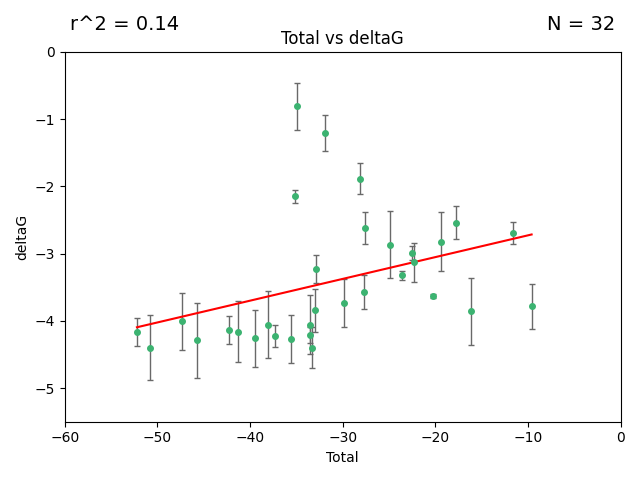 r^2 = 0.14
N = 32
Total vs deltaG
0
−1
−2
−3
−4
−5
deltaG
−60
−50
−40
−30
−20
−10
0
Total